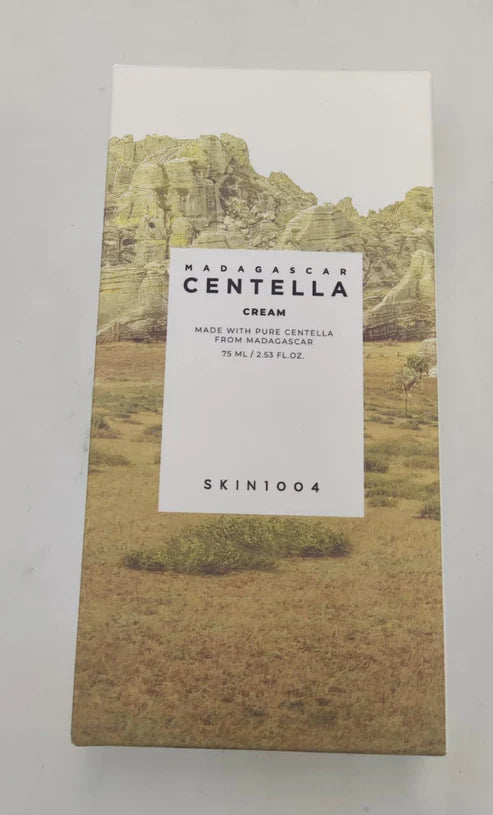 MADAGASCAR
CENTELLA
CREAM
MADE WITH PURE CENTELLA
FROM MADAGASCAR
75 ML / 2.53 FL.OZ.
SKIN1004